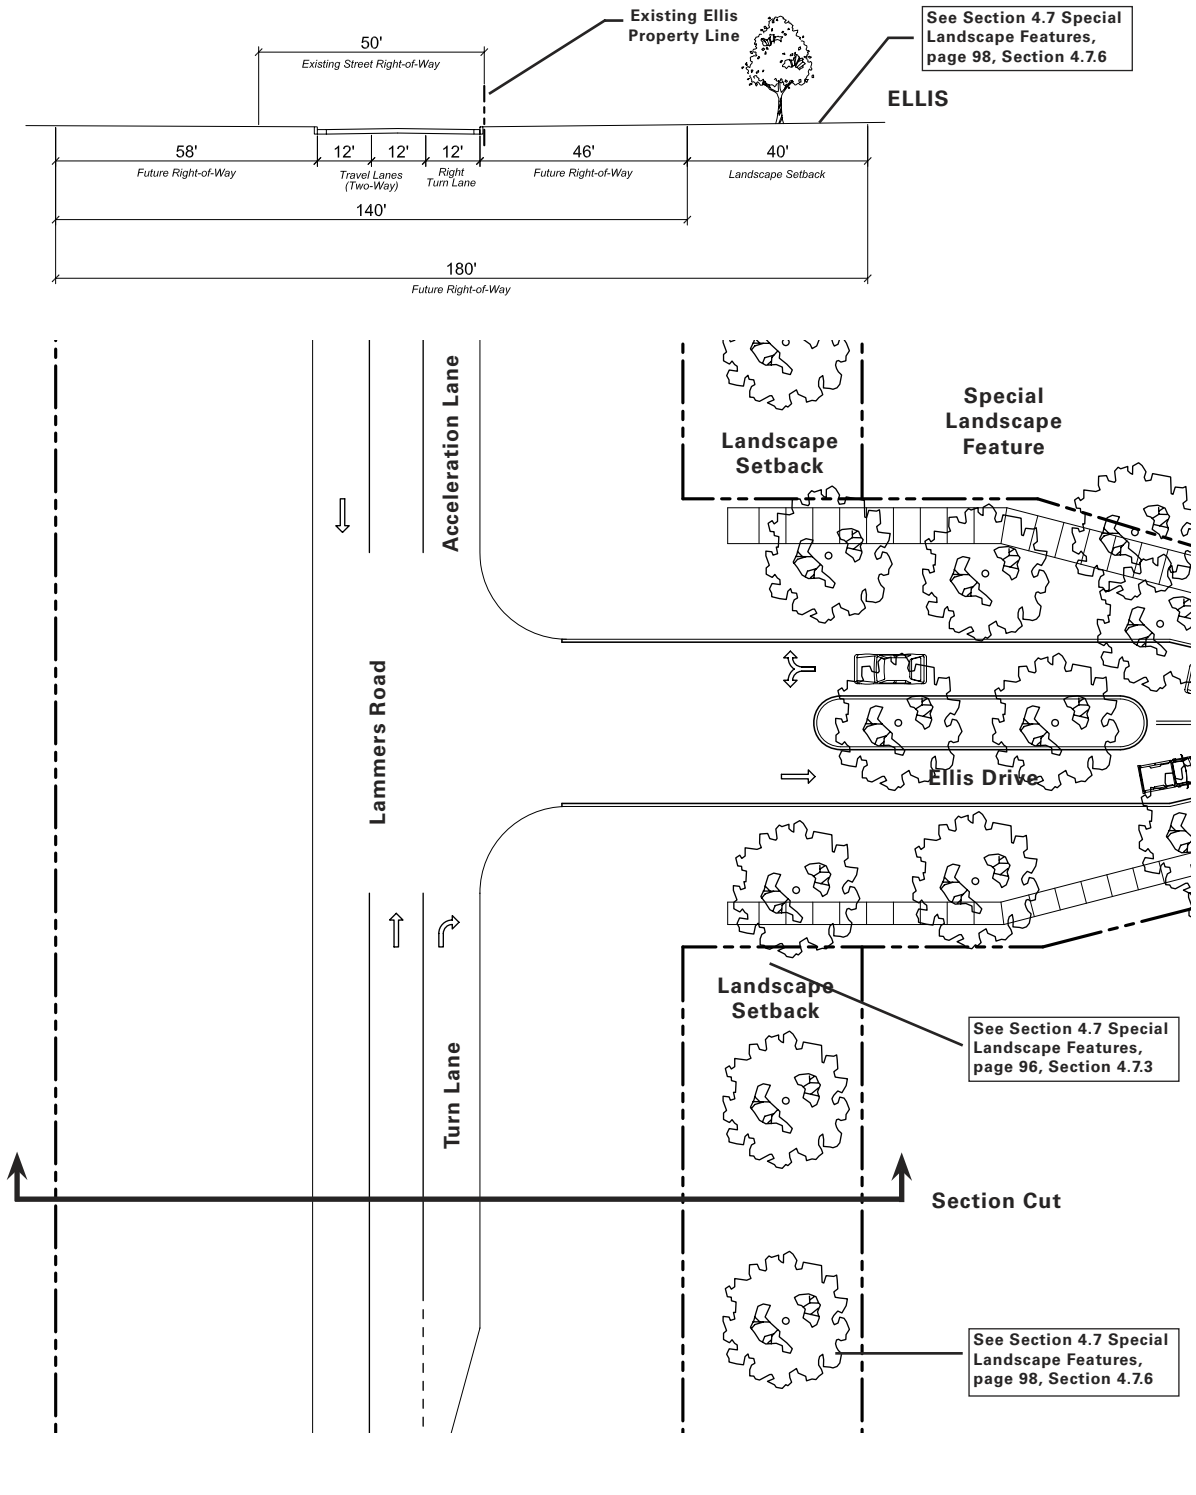 Existing Ellis
Property Line
See Section 4.7 Special
Landscape Features,
page 98, Section 4.7.6
50'
Existing Street Right-of-Way
ELLIS
58'
12'
12'
12'
46'
40'
Future Right-of-Way
Travel Lanes
(Two-Way)
Right
Turn Lane
Future Right-of-Way
Landscape Setback
140'
180'
Future Right-of-Way
Acceleration Lane
Landscape
Setback
Special
Landscape
Feature
Lammers Road
Ellis Drive
Landscape
Setback
See Section 4.7 Special
Landscape Features,
page 96, Section 4.7.3
Turn Lane
Section Cut
See Section 4.7 Special
Landscape Features,
page 98, Section 4.7.6